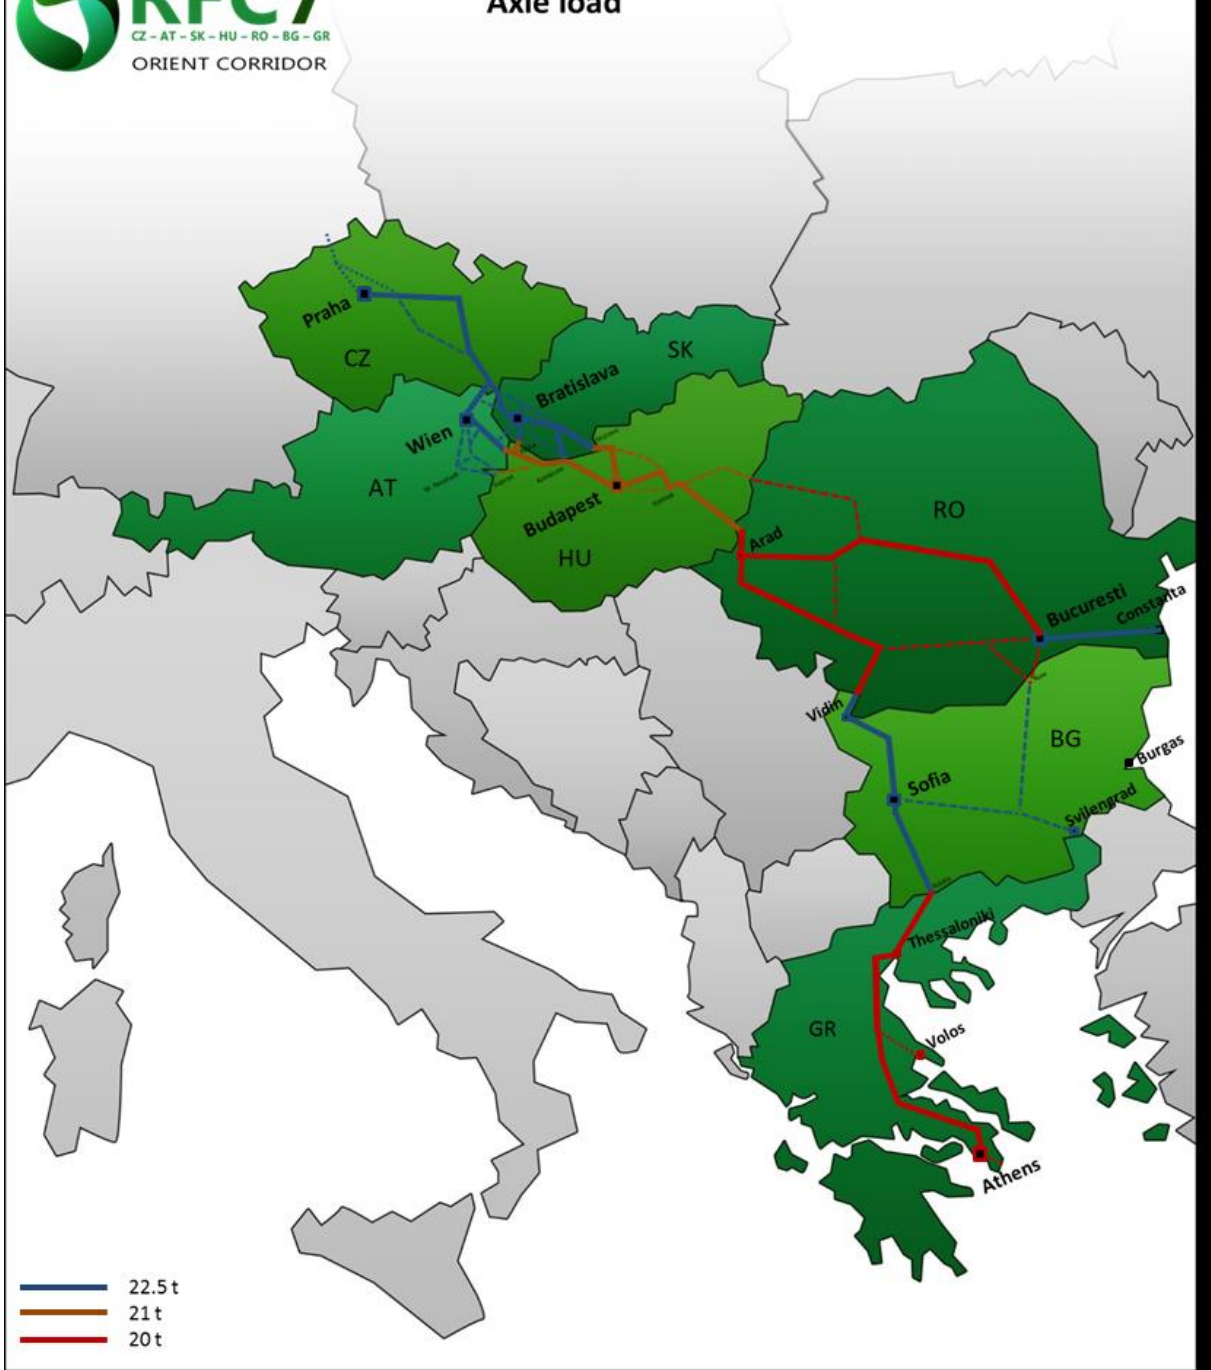 RFC7
Axle load
CZ – AT – SK – HU – RO – BG – GR
ORIENT CORRIDOR
Praha
CZ
SK
Bratislava
Wien
AT
Budapest
HU
Arad
RO
Bucuresti
Constanta
Vidin
BG
Burgas
Sofia
Svilengrad
Thessaloniki
GR
Volos
Athens
22.5 t
21 t
20 t